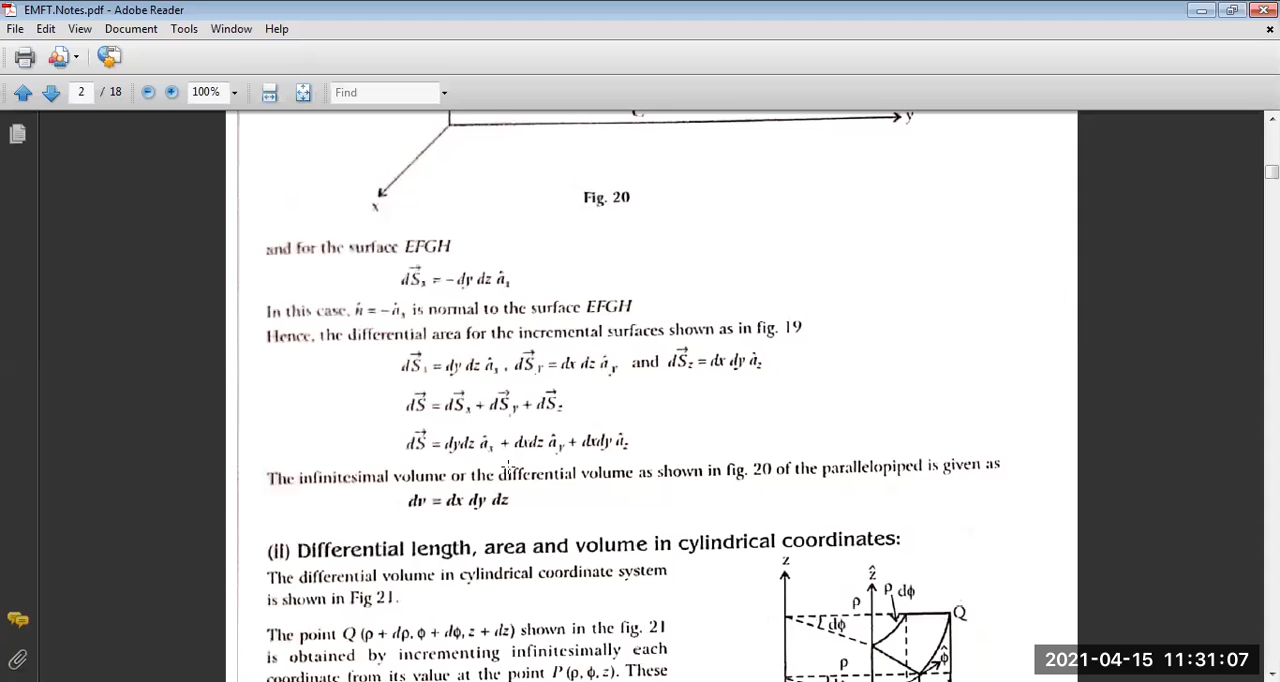 EMFT.Notes.pdf - Adobe Reader
File Edit View Document Tools Window Help
2 / 18 100% Find
y
x
Fig. 20
and for the surface EFGH
dS⃗ₓ = – dy dz âₓ
In this case, n̂ = – âₓ is normal to the surface EFGH
Hence, the differential area for the incremental surfaces shown as in fig. 19
dS⃗ₓ = dy dz âₓ , dS⃗_y = dx dz â_y and dS⃗_z = dx dy â_z
dS⃗ = dS⃗ₓ + dS⃗_y + dS⃗_z
dS⃗ = dydz âₓ + dxdz â_y + dxdy â_z
The infinitesimal volume or the differential volume as shown in fig. 20 of the parallelopiped is given as
dv = dx dy dz
(ii) Differential length, area and volume in cylindrical coordinates:
The differential volume in cylindrical coordinate system
is shown in Fig 21.
The point Q (ρ + dρ, ϕ + dϕ, z + dz) shown in the fig. 21
is obtained by incrementing infinitesimally each
coordinate from its value at the point P (ρ, ϕ, z). These
z
ẑ
ρ
ρ dϕ
dϕ
Q
ρ
ϕ̂
2021-04-15 11:31:07